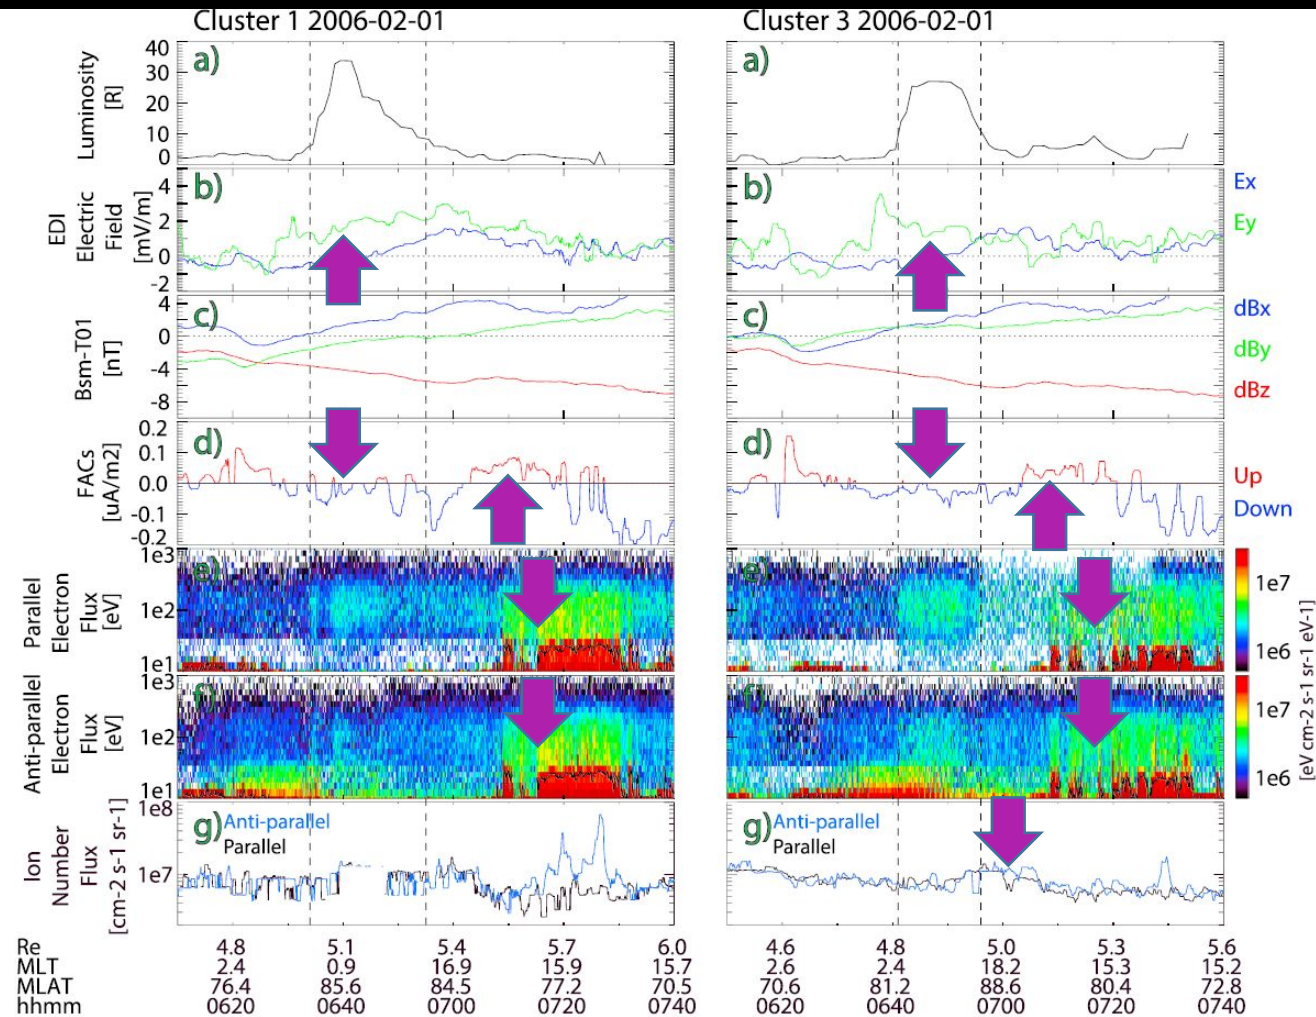 Cluster 1 2006-02-01
Cluster 3 2006-02-01
Luminosity
[R]
40
30
20
10
0
a)
a)
EDI
Electric
Field
[mV/m]
4
2
0
-2
b)
b)
Ex
Ey
Bsm-T01
[nT]
4
0
-4
-8
c)
c)
dBx
dBy
dBz
FACs
[uA/m2]
0.2
0.1
0.0
-0.1
-0.2
d)
d)
Up
Down
Parallel
Electron
Flux
[eV]
1e3
1e2
1e1
e)
e)
1e7
1e6
Anti-parallel
Electron
Flux
[eV]
1e3
1e2
1e1
f)
f)
1e7
1e6
[eV cm-2 s-1 sr-1 eV-1]
Ion
Number
Flux
[cm-2 s-1 sr-1]
1e8
1e7
g)
Anti-parallel
Parallel
g)
Anti-parallel
Parallel
Re 4.8 5.1 5.4 5.7 6.0 4.6 4.8 5.0 5.3 5.6
MLT 2.4 0.9 16.9 15.9 15.7 2.6 2.4 18.2 15.3 15.2
MLAT 76.4 85.6 84.5 77.2 70.5 70.6 81.2 88.6 80.4 72.8
hhmm 0620 0640 0700 0720 0740 0620 0640 0700 0720 0740